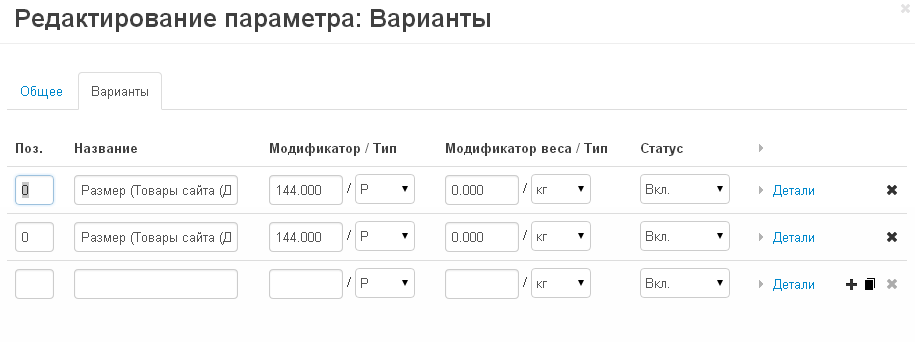 Редактирование параметра: Варианты
Общее Варианты
Поз. Название Модификатор / Тип Модификатор веса / Тип Статус
0 Размер (Товары сайта (Д 144.000 / Р 0.000 / кг Вкл. Детали
0 Размер (Товары сайта (Д 144.000 / Р 0.000 / кг Вкл. Детали
/ Р / кг Вкл. Детали